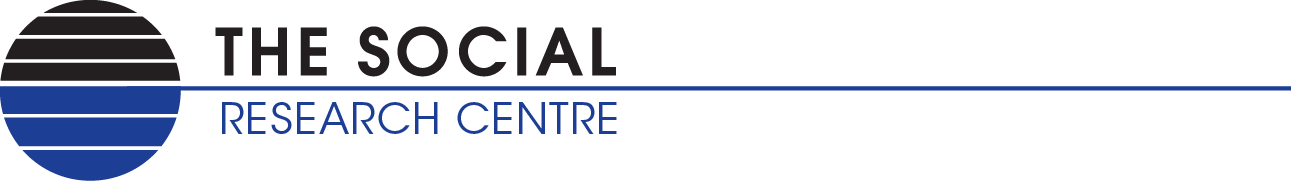 THE SOCIAL
RESEARCH CENTRE